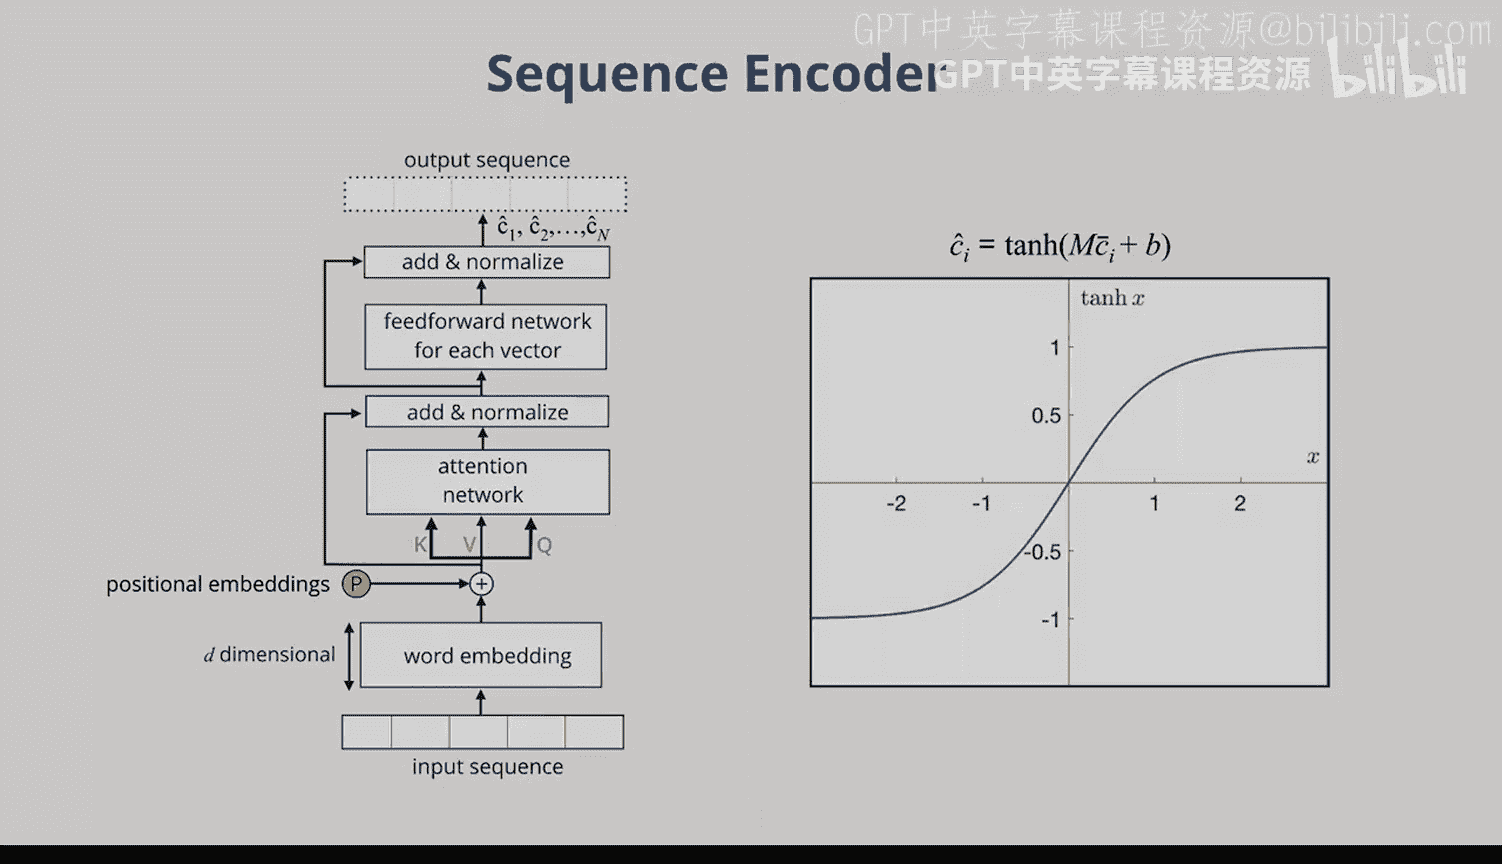 GPT中英字幕课程资源@bilibili.com
GPT中英字幕课程资源 bilibili
Sequence Encoder
output sequence
ĉ1, ĉ2,…,ĉN
add & normalize
feedforward network
for each vector
add & normalize
attention
network
K V Q
positional embeddings P +
d dimensional
word embedding
input sequence
ĉi = tanh(Mc̄i + b)
tanh x
1
0.5
x
-2 -1 1 2
-0.5
-1